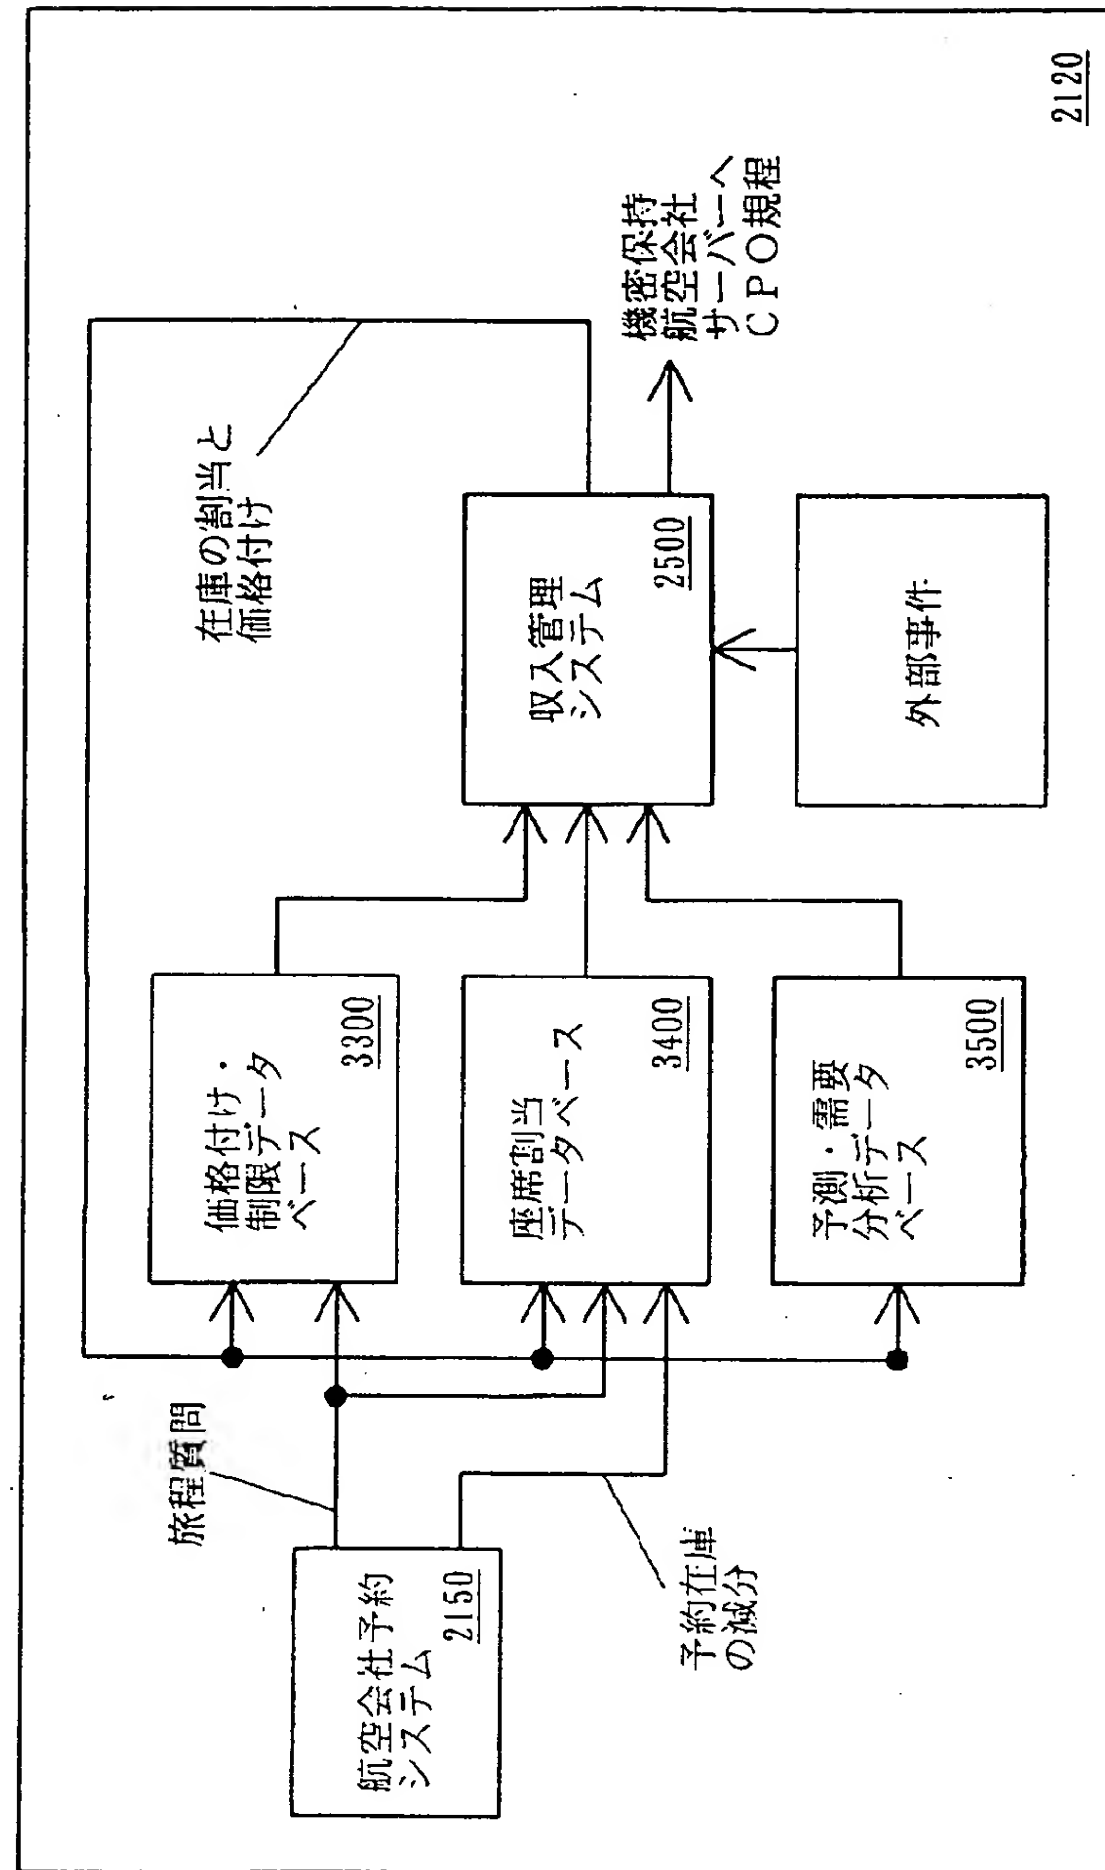 2120
旅程質問
航空会社予約
システム
2150
予約在庫
の減分
価格付け・
制限データ
ベース
3300
座席割当
データベース
3400
予測・需要
分析データ
ベース
3500
在庫の割当と
価格付け
収入管理
システム
2500
外部事件
機密保持
航空会社
サーバーへ
CPO規程